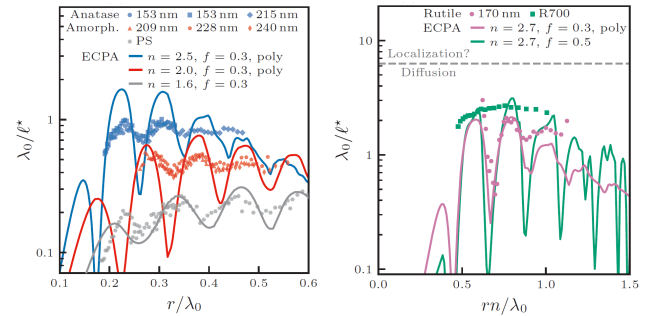 Anatase 153 nm 153 nm 215 nm
Amorph. 209 nm 228 nm 240 nm
PS
ECPA n = 2.5, f = 0.3, poly
n = 2.0, f = 0.3, poly
n = 1.6, f = 0.3
λ0/ℓ*
1
0.1
0.1 0.2 0.3 0.4 0.5 0.6
r/λ0
Rutile 170 nm R700
ECPA n = 2.7, f = 0.3, poly
n = 2.7, f = 0.5
Localization?
Diffusion
λ0/ℓ*
10
1
0.1
0.0 0.5 1.0 1.5
rn/λ0